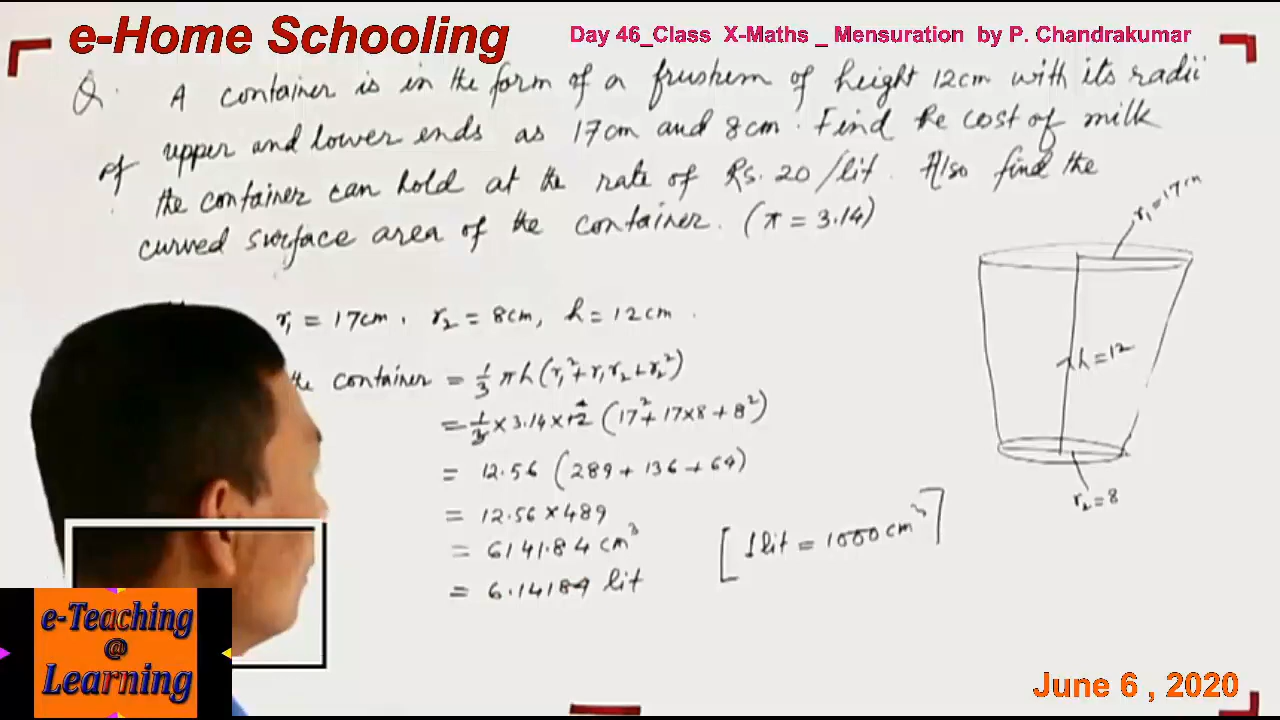 e-Home Schooling
Day 46_Class X-Maths _ Mensuration by P. Chandrakumar
Q. A container is in the form of a frustem of height 12cm with its radii
of upper and lower ends as 17cm and 8cm. Find the cost of milk
the container can hold at the rate of Rs. 20/lit. Also find the
curved surface area of the container. (π = 3.14)
r₁ = 17cm
r₁ = 17cm, r₂ = 8cm, h = 12cm.
h = 12
the container = 1/3 πh(r₁² + r₁r₂ + r₂²)
= 1/3 × 3.14 × 12 (17² + 17×8 + 8²)
= 12.56 (289 + 136 + 64)
r₂ = 8
= 12.56 × 489
= 6141.84 cm³ [1 lit = 1000 cm³]
= 6.14184 lit
e-Teaching
@
Learning
June 6 , 2020